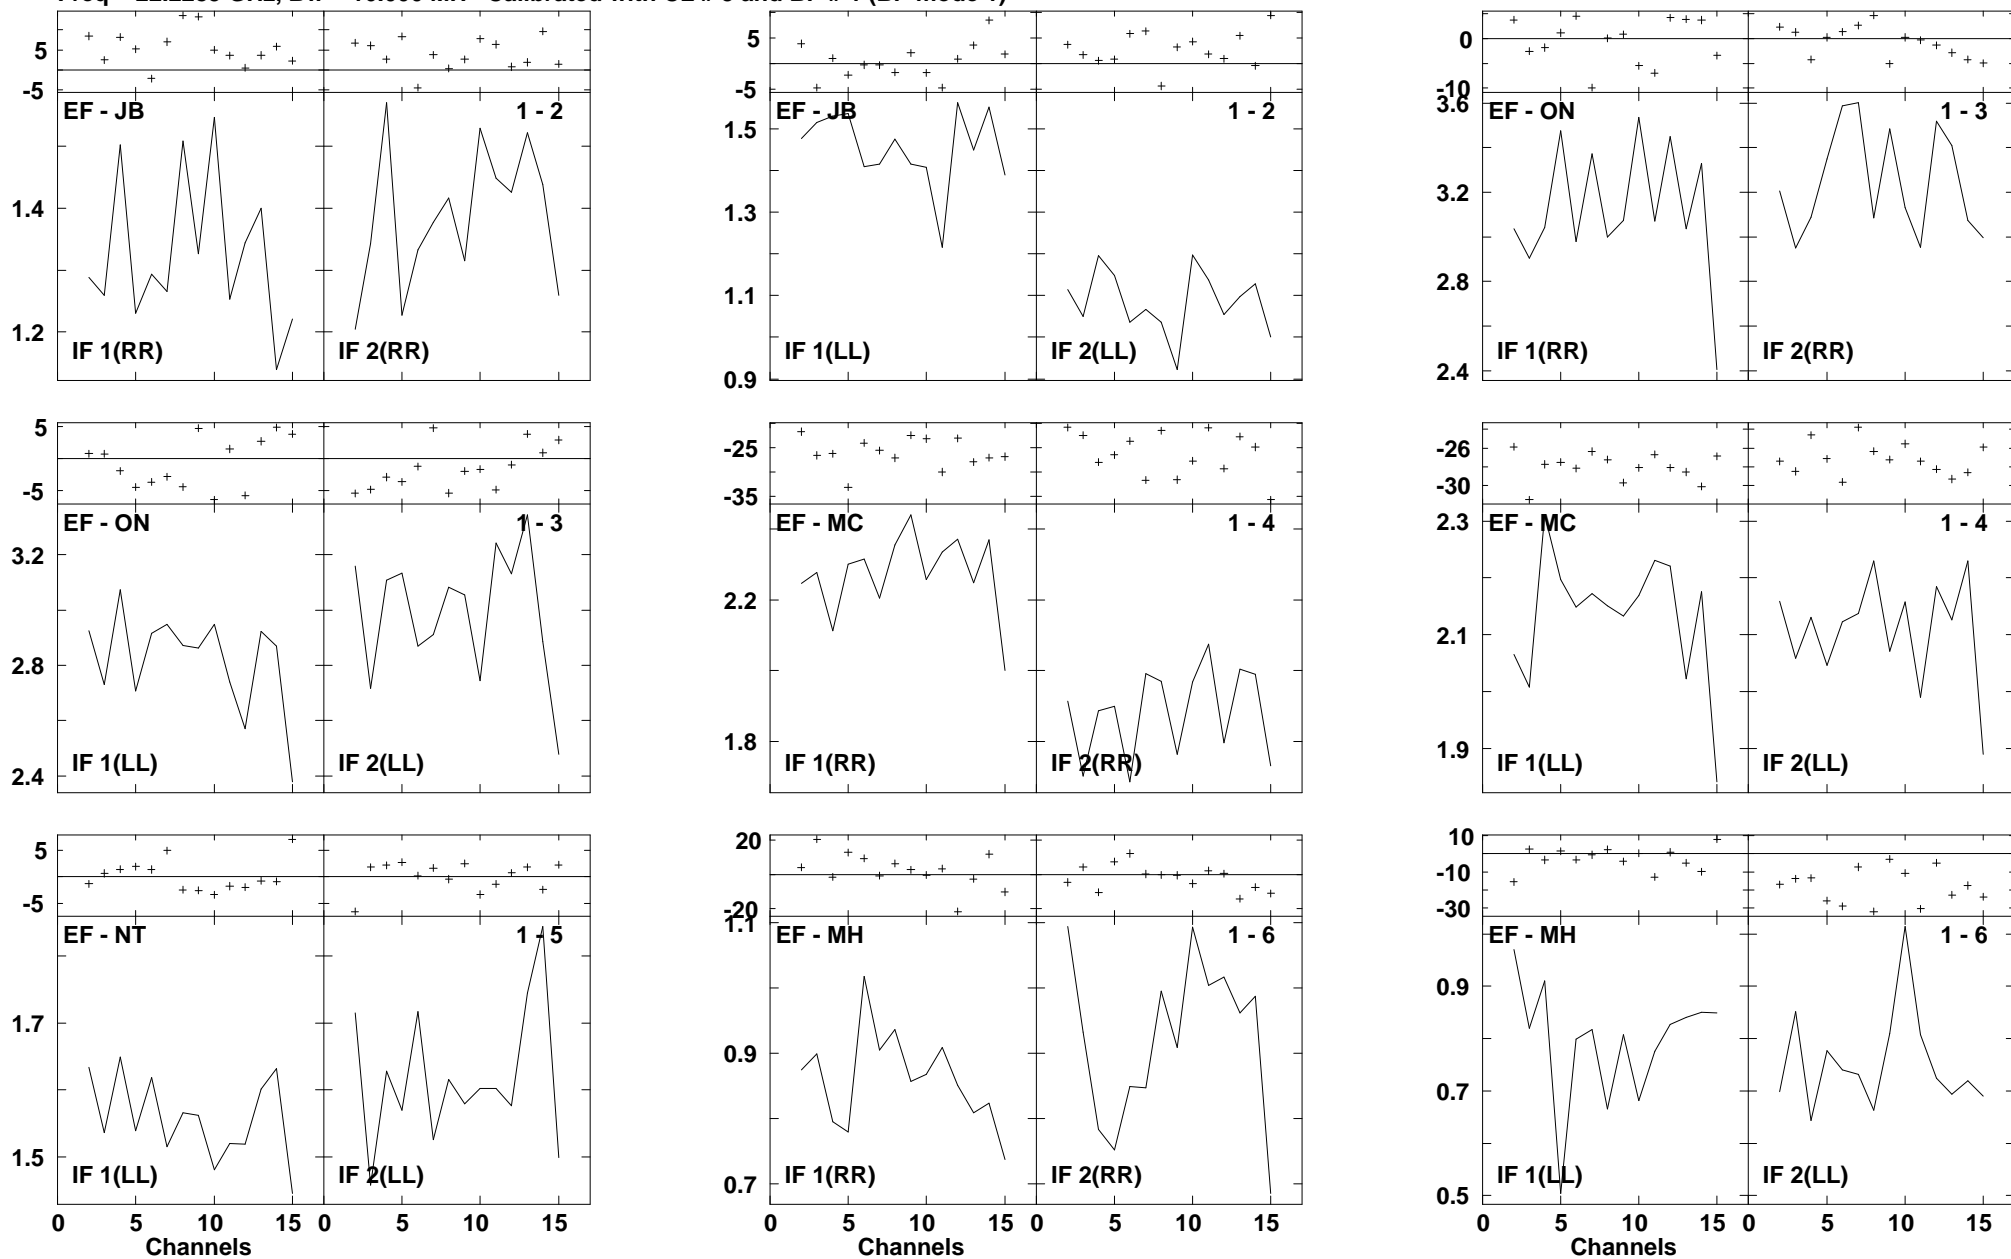 5
-5
EF - JB
1 - 2
1.4
1.2
IF 1(RR)
IF 2(RR)
5
-5
EF - JB
1 - 2
1.5
1.3
1.1
0.9
IF 1(LL)
IF 2(LL)
0
-10
3.6
EF - ON
1 - 3
3.2
2.8
2.4
IF 1(RR)
IF 2(RR)
5
-5
EF - ON
1 - 3
3.2
2.8
2.4
IF 1(LL)
IF 2(LL)
-25
-35
EF - MC
1 - 4
2.2
1.8
IF 1(RR)
IF 2(RR)
-26
-30
2.3
EF - MC
1 - 4
2.1
1.9
IF 1(LL)
IF 2(LL)
5
-5
EF - NT
1 - 5
1.7
1.5
IF 1(LL)
IF 2(LL)
0 5 10 15 0 5 10 15
Channels
20
-20
1.1
EF - MH
1 - 6
0.9
0.7
IF 1(RR)
IF 2(RR)
0 5 10 15 0 5 10 15
Channels
10
-10
-30
EF - MH
1 - 6
0.9
0.7
0.5
IF 1(LL)
IF 2(LL)
0 5 10 15 0 5 10 15
Channels